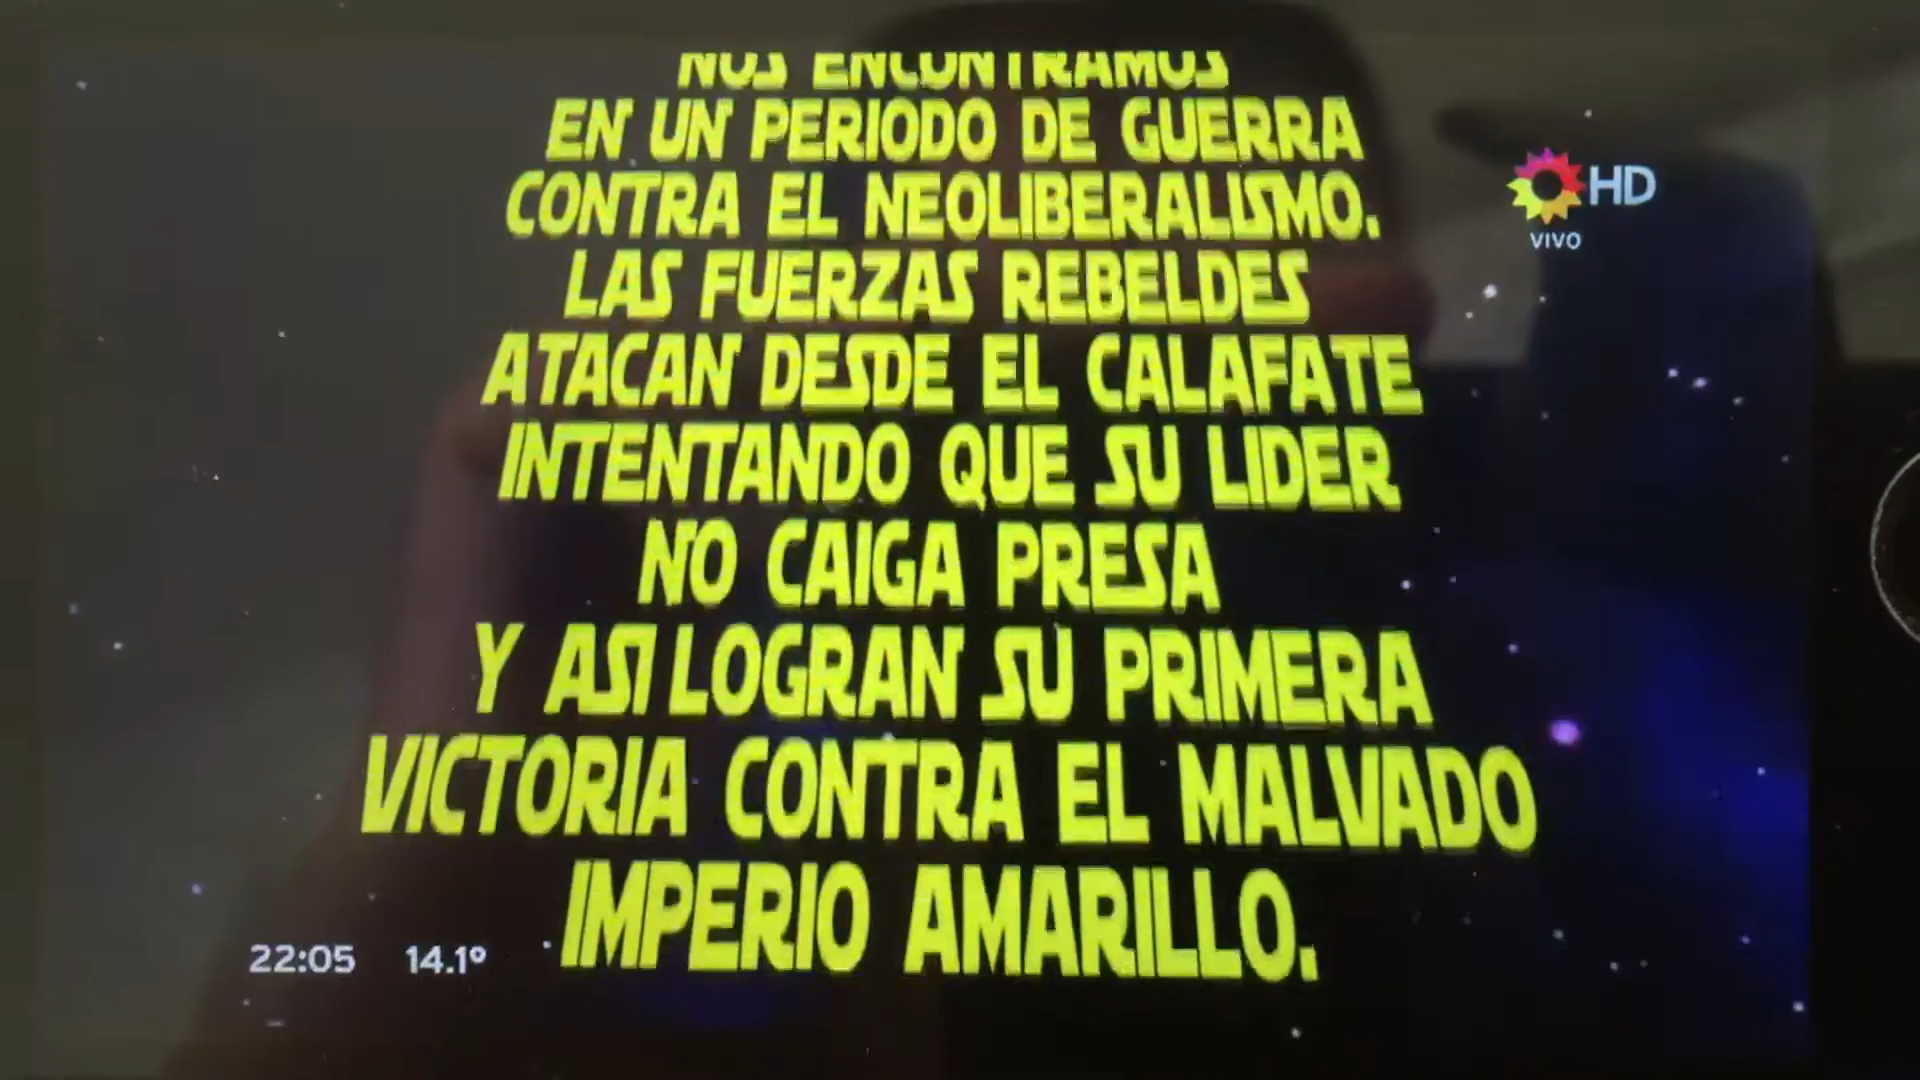 NOS ENCONTRAMOS
EN UN PERIODO DE GUERRA
CONTRA EL NEOLIBERALISMO.
LAS FUERZAS REBELDES
ATACAN DESDE EL CALAFATE
INTENTANDO QUE SU LIDER
NO CAIGA PRESA
Y ASI LOGRAN SU PRIMERA
VICTORIA CONTRA EL MALVADO
IMPERIO AMARILLO.
HD
VIVO
22:05 14.1º